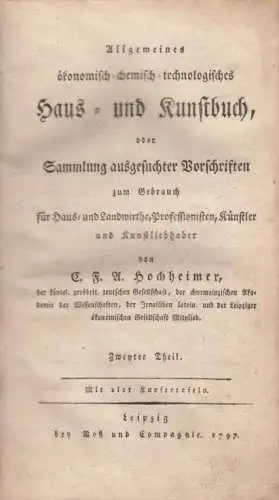 Allgemeines
ökonomisch-chemisch-technologisches
Haus- und Kunstbuch,
oder
Sammlung ausgesuchter Vorschriften
zum Gebrauch
für Haus- und Landwirthe, Professionisten, Künstler
und Kunstliebhaber
von
C. F. A. Hochheimer,
der königl. preußis. teutschen Gesellschaft, der churmainzischen Aka-
demie der Wissenschaften, der Jenaischen latein. und der Leipziger
ökonomischen Gesellschaft Mitglied.
Zweyter Theil.
Mit vier Kupfertafeln.
Leipzig
bey Voß und Compagnie. 1797.